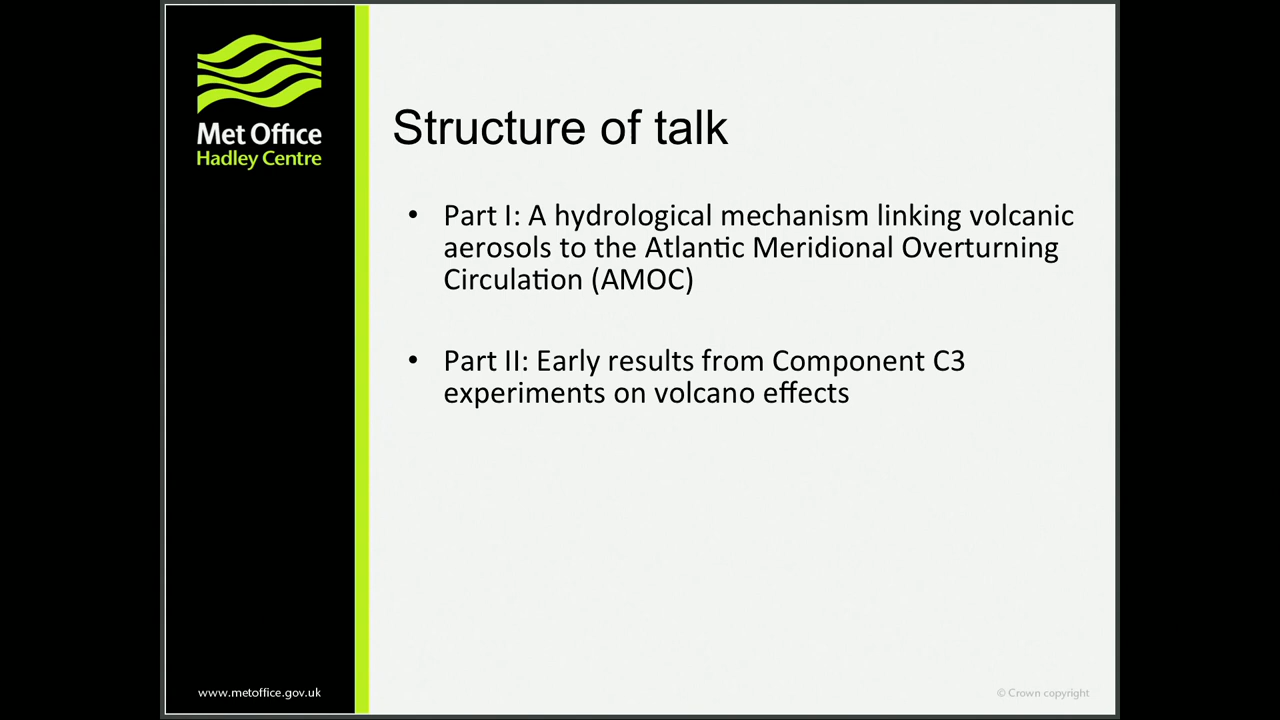 Met Office
Hadley Centre
Structure of talk
• Part I: A hydrological mechanism linking volcanic
aerosols to the Atlantic Meridional Overturning
Circulation (AMOC)
• Part II: Early results from Component C3
experiments on volcano effects
www.metoffice.gov.uk
© Crown copyright